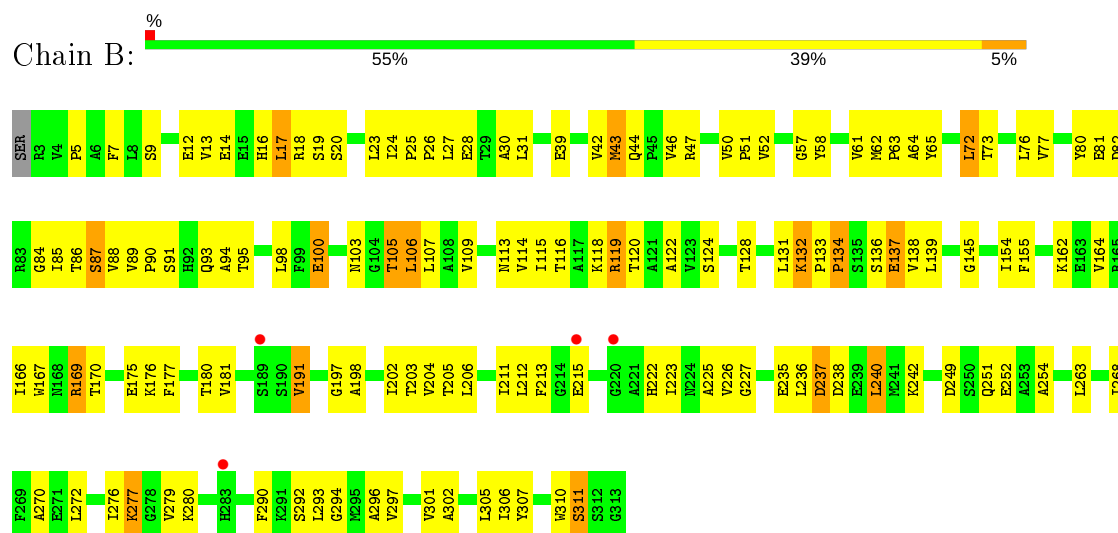 %
Chain B:
55% 39% 5%
SER R3 V4 P5 A6 F7 L8 S9 E12 V13 E14 E15 H16 L17 R18 S19 S20 L23 I24 P25 P26 L27 E28 T29 A30 L31 E39 V42 M43 Q44 P45 V46 R47 V50 P51 V52 G57 Y58 V61 M62 P63 A64 Y65 L72 T73 L76 V77 Y80 E81 D82
R83 G84 I85 T86 S87 V88 V89 P90 S91 H92 Q93 A94 T95 L98 F99 E100 N103 G104 T105 L106 L107 A108 V109 N113 V114 I115 T116 A117 K118 R119 T120 A121 A122 V123 S124 T128 L131 K132 P133 P134 S135 S136 E137 V138 L139 G145 I154 F155 K162 E163 V164 R165
I166 W167 N168 R169 T170 E175 K176 F177 T180 V181 S189 S190 V191 G197 A198 I202 T203 V204 T205 L206 I211 L212 F213 G214 E215 G220 A221 H222 I223 N224 A225 V226 G227 E235 L236 D237 D238 E239 L240 M241 K242 D249 S250 Q251 E252 A253 A254 L263
F269 A270 E271 L272 I276 K277 G278 V279 K280 H283 F290 K291 S292 L293 G294 M295 A296 V297 V301 A302 L305 I306 Y307 W310 S311 S312 G313